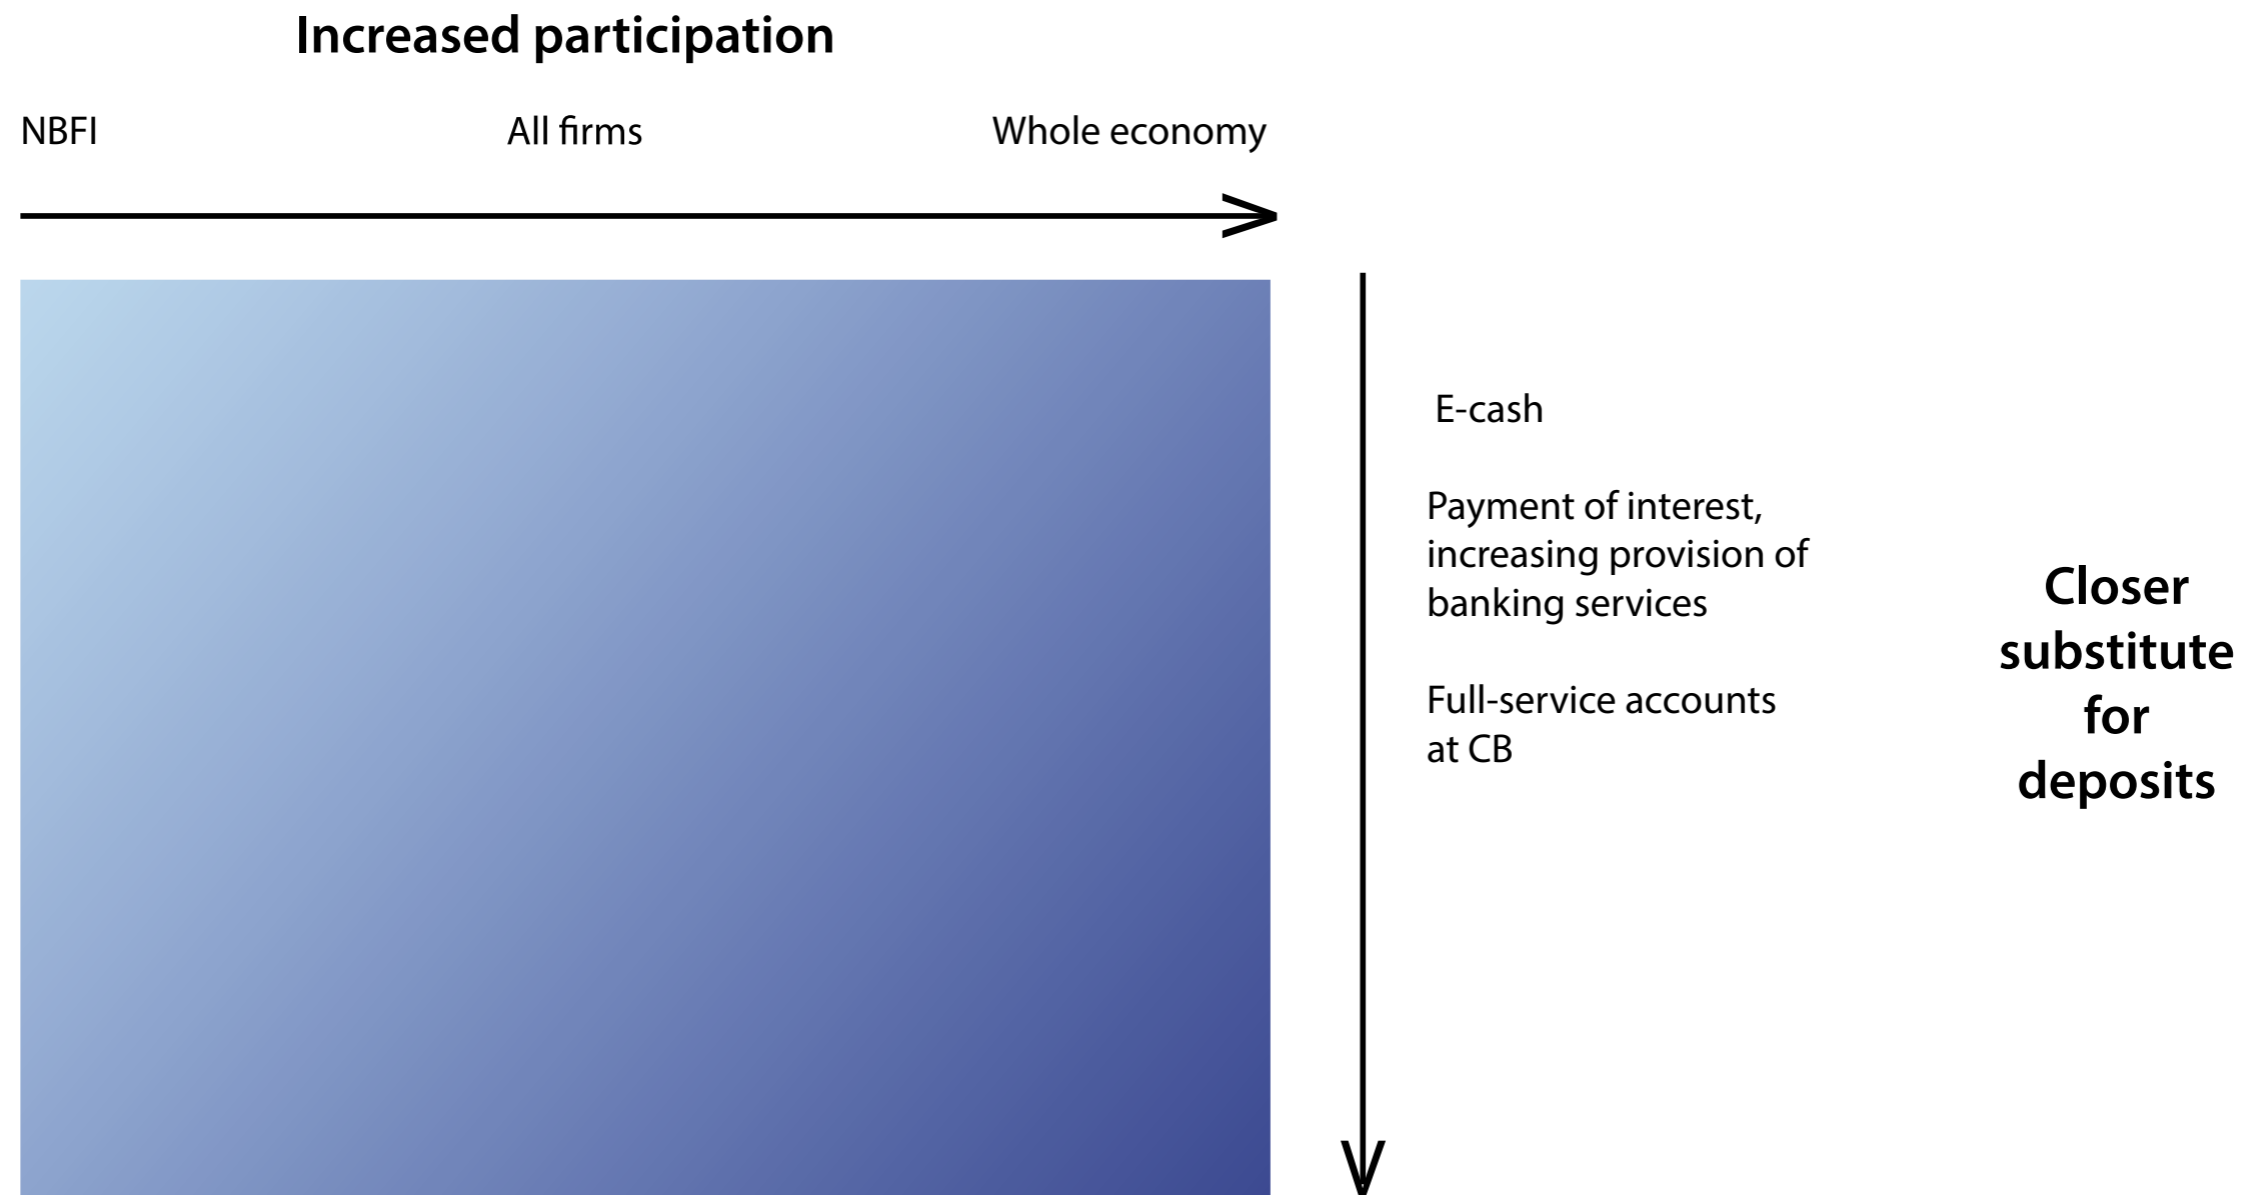 Increased participation
NBFI
All firms
Whole economy
E-cash
Payment of interest,
increasing provision of
banking services
Full-service accounts
at CB
Closer
substitute
for
deposits